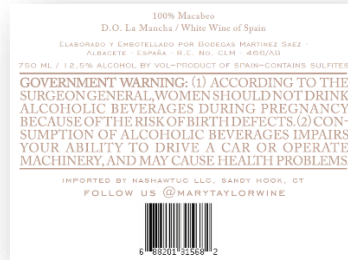 100% Macabeo
D.O. La Mancha / White Wine of Spain
ELABORADO Y EMBOTELLADO POR BODEGAS MARTINEZ SAEZ ·
ALBACETE · ESPAÑA · R.E. No. CLM - 466/AB
750 ML / 12.5% ALCOHOL BY VOL-PRODUCT OF SPAIN-CONTAINS SULFITES
GOVERNMENT WARNING: (1) ACCORDING TO THE
SURGEON GENERAL, WOMEN SHOULD NOT DRINK
ALCOHOLIC BEVERAGES DURING PREGNANCY
BECAUSE OF THE RISK OF BIRTH DEFECTS. (2) CON-
SUMPTION OF ALCOHOLIC BEVERAGES IMPAIRS
YOUR ABILITY TO DRIVE A CAR OR OPERATE
MACHINERY, AND MAY CAUSE HEALTH PROBLEMS
IMPORTED BY NASHAWTUC LLC, SANDY HOOK, CT
FOLLOW US @MARYTAYLORWINE
6 88201 31568 2